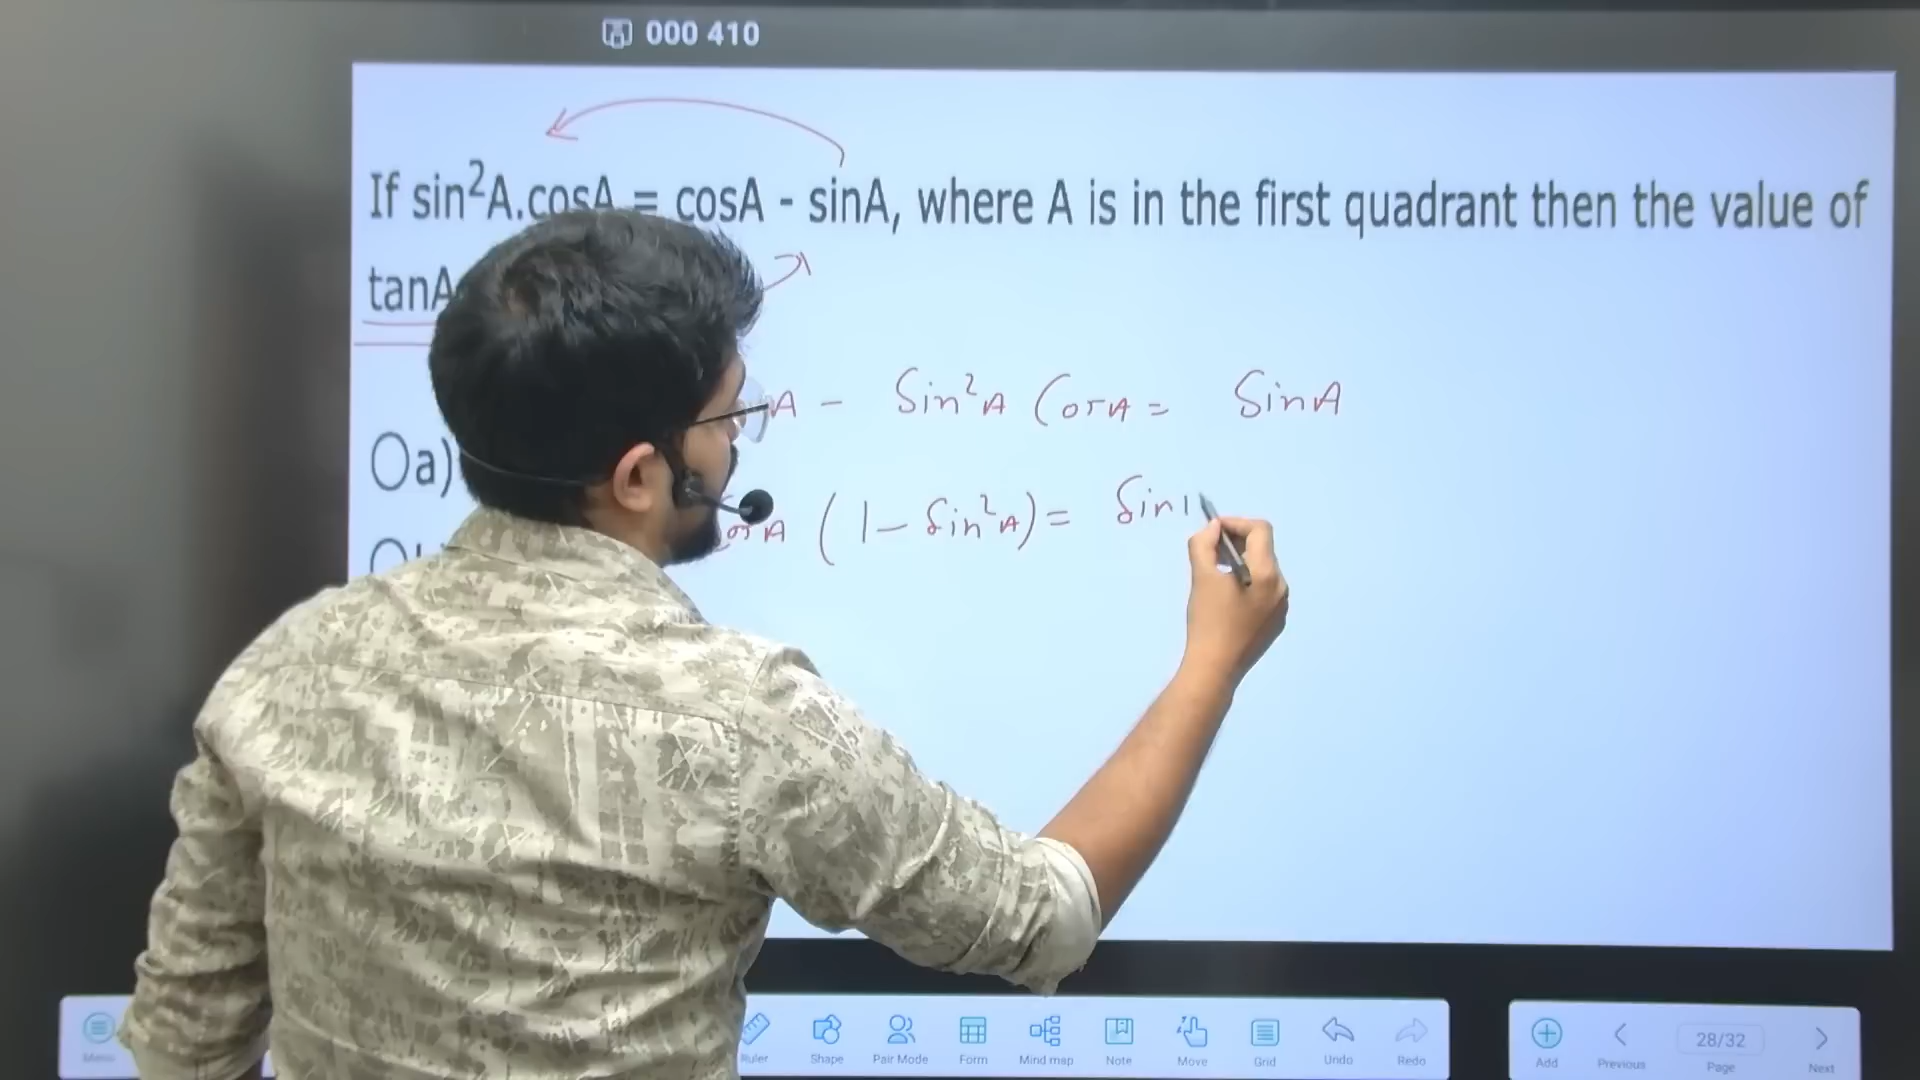 000 410
If sin²A.cosA = cosA - sinA, where A is in the first quadrant then the value of
tanA
A - Sin²A CosA = SinA
a)
CosA (1 - Sin²A) = Sin
Menu Ruler Shape Pair Mode Form Mind map Note Move Grid Undo Redo Add Previous 28/32 Page Next